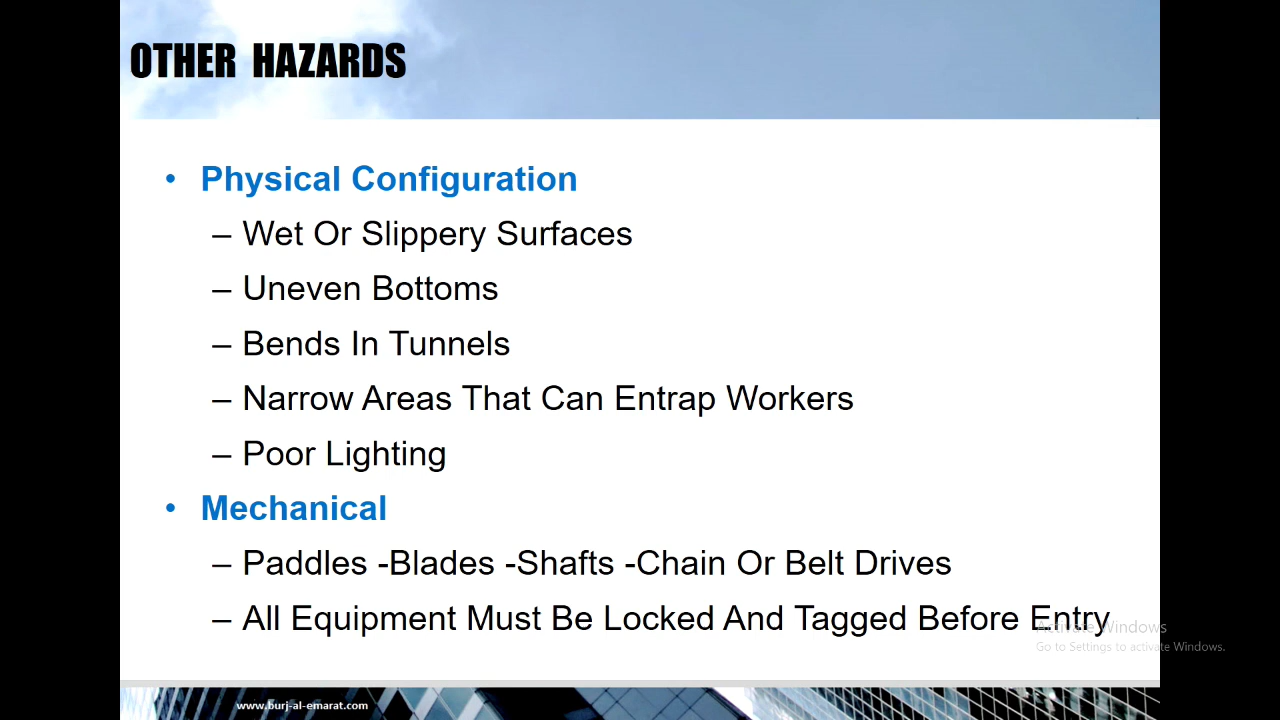 OTHER HAZARDS
• Physical Configuration
– Wet Or Slippery Surfaces
– Uneven Bottoms
– Bends In Tunnels
– Narrow Areas That Can Entrap Workers
– Poor Lighting
• Mechanical
– Paddles -Blades -Shafts -Chain Or Belt Drives
– All Equipment Must Be Locked And Tagged Before Entry
Activate Windows
Go to Settings to activate Windows.
www.burj-al-emarat.com